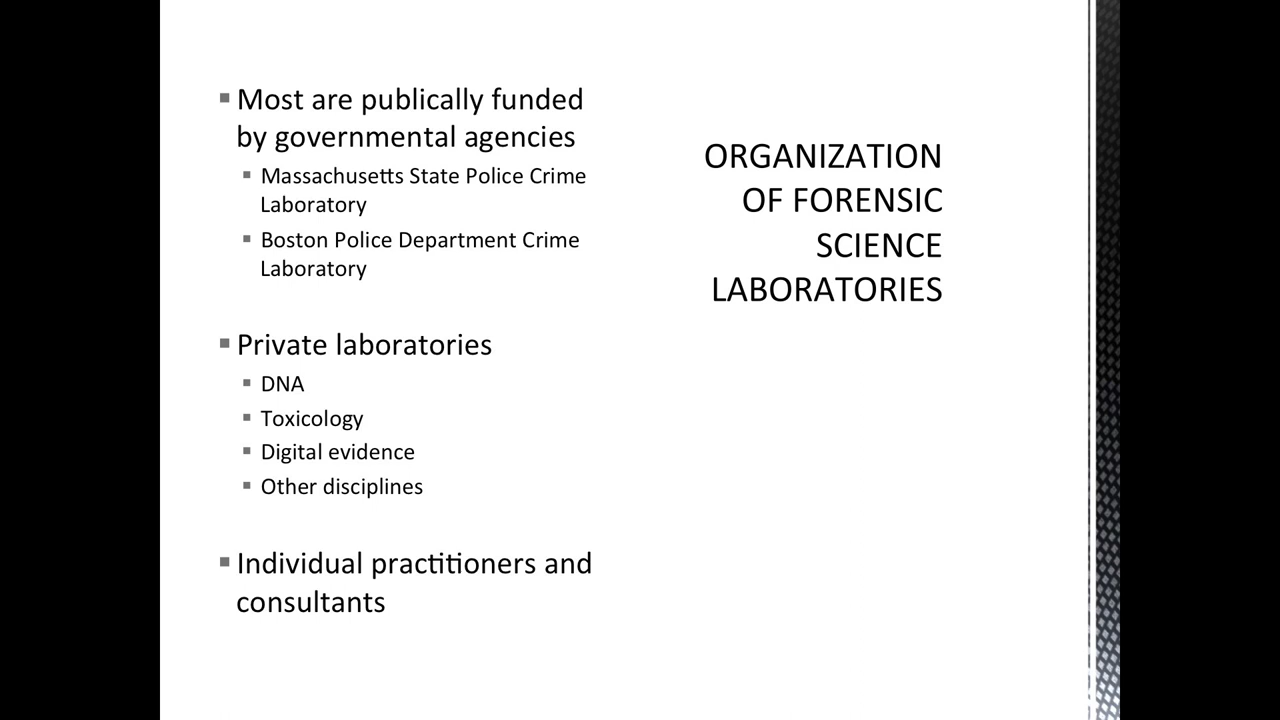 Most are publically funded
by governmental agencies
Massachusetts State Police Crime
Laboratory
Boston Police Department Crime
Laboratory
Private laboratories
DNA
Toxicology
Digital evidence
Other disciplines
Individual practitioners and
consultants
ORGANIZATION
OF FORENSIC
SCIENCE
LABORATORIES